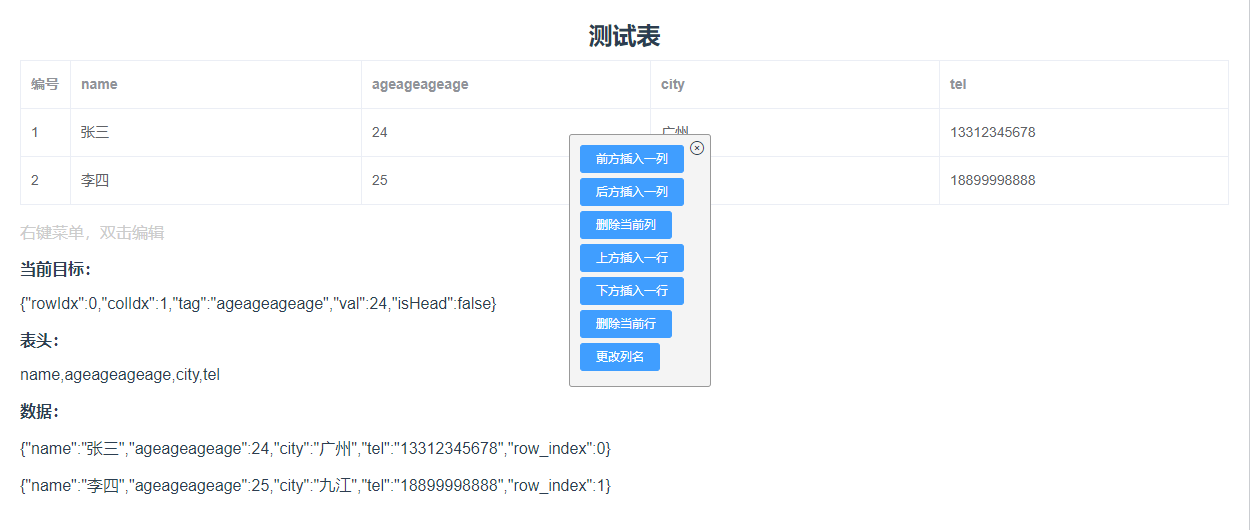 测试表
编号 name ageageageage city tel
1 张三 24 广州 13312345678
2 李四 25 18899998888
前方插入一列
后方插入一列
删除当前列
上方插入一行
下方插入一行
删除当前行
更改列名
右键菜单，双击编辑
当前目标：
{"rowIdx":0,"colIdx":1,"tag":"ageageageage","val":24,"isHead":false}
表头：
name,ageageageage,city,tel
数据：
{"name":"张三","ageageageage":24,"city":"广州","tel":"13312345678","row_index":0}
{"name":"李四","ageageageage":25,"city":"九江","tel":"18899998888","row_index":1}